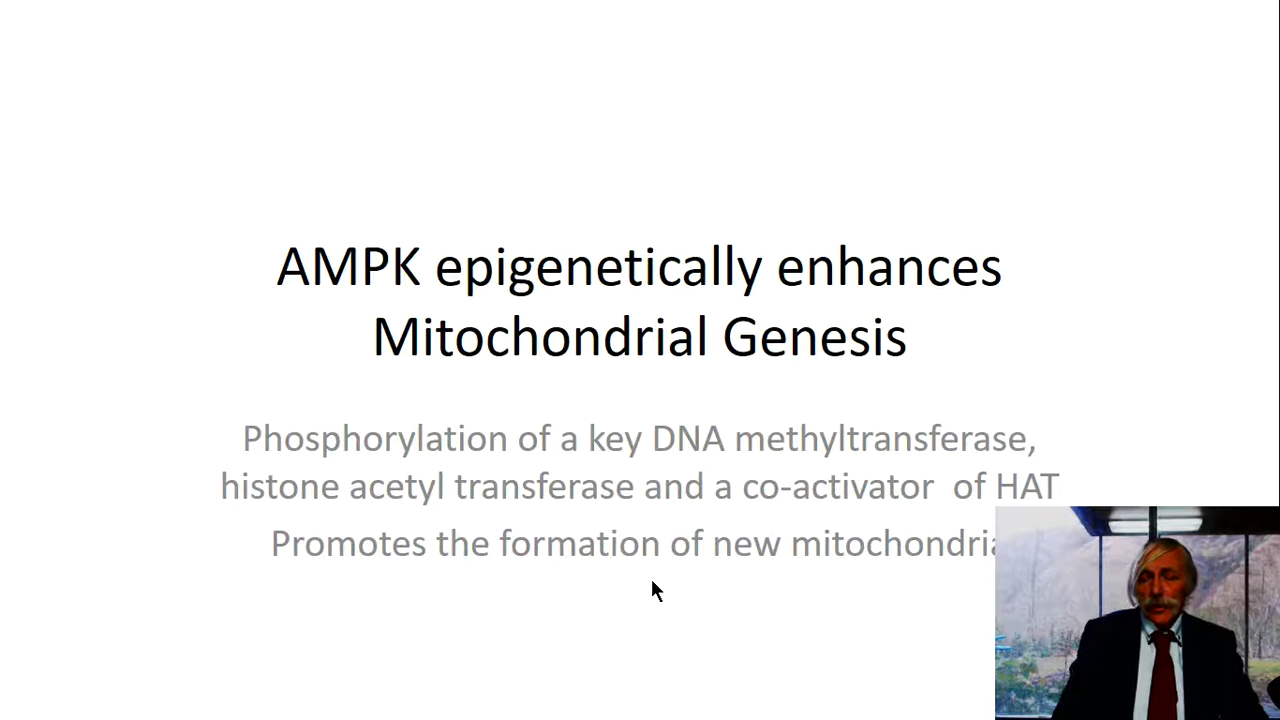 AMPK epigenetically enhances
Mitochondrial Genesis
Phosphorylation of a key DNA methyltransferase,
histone acetyl transferase and a co-activator of HAT
Promotes the formation of new mitochondria